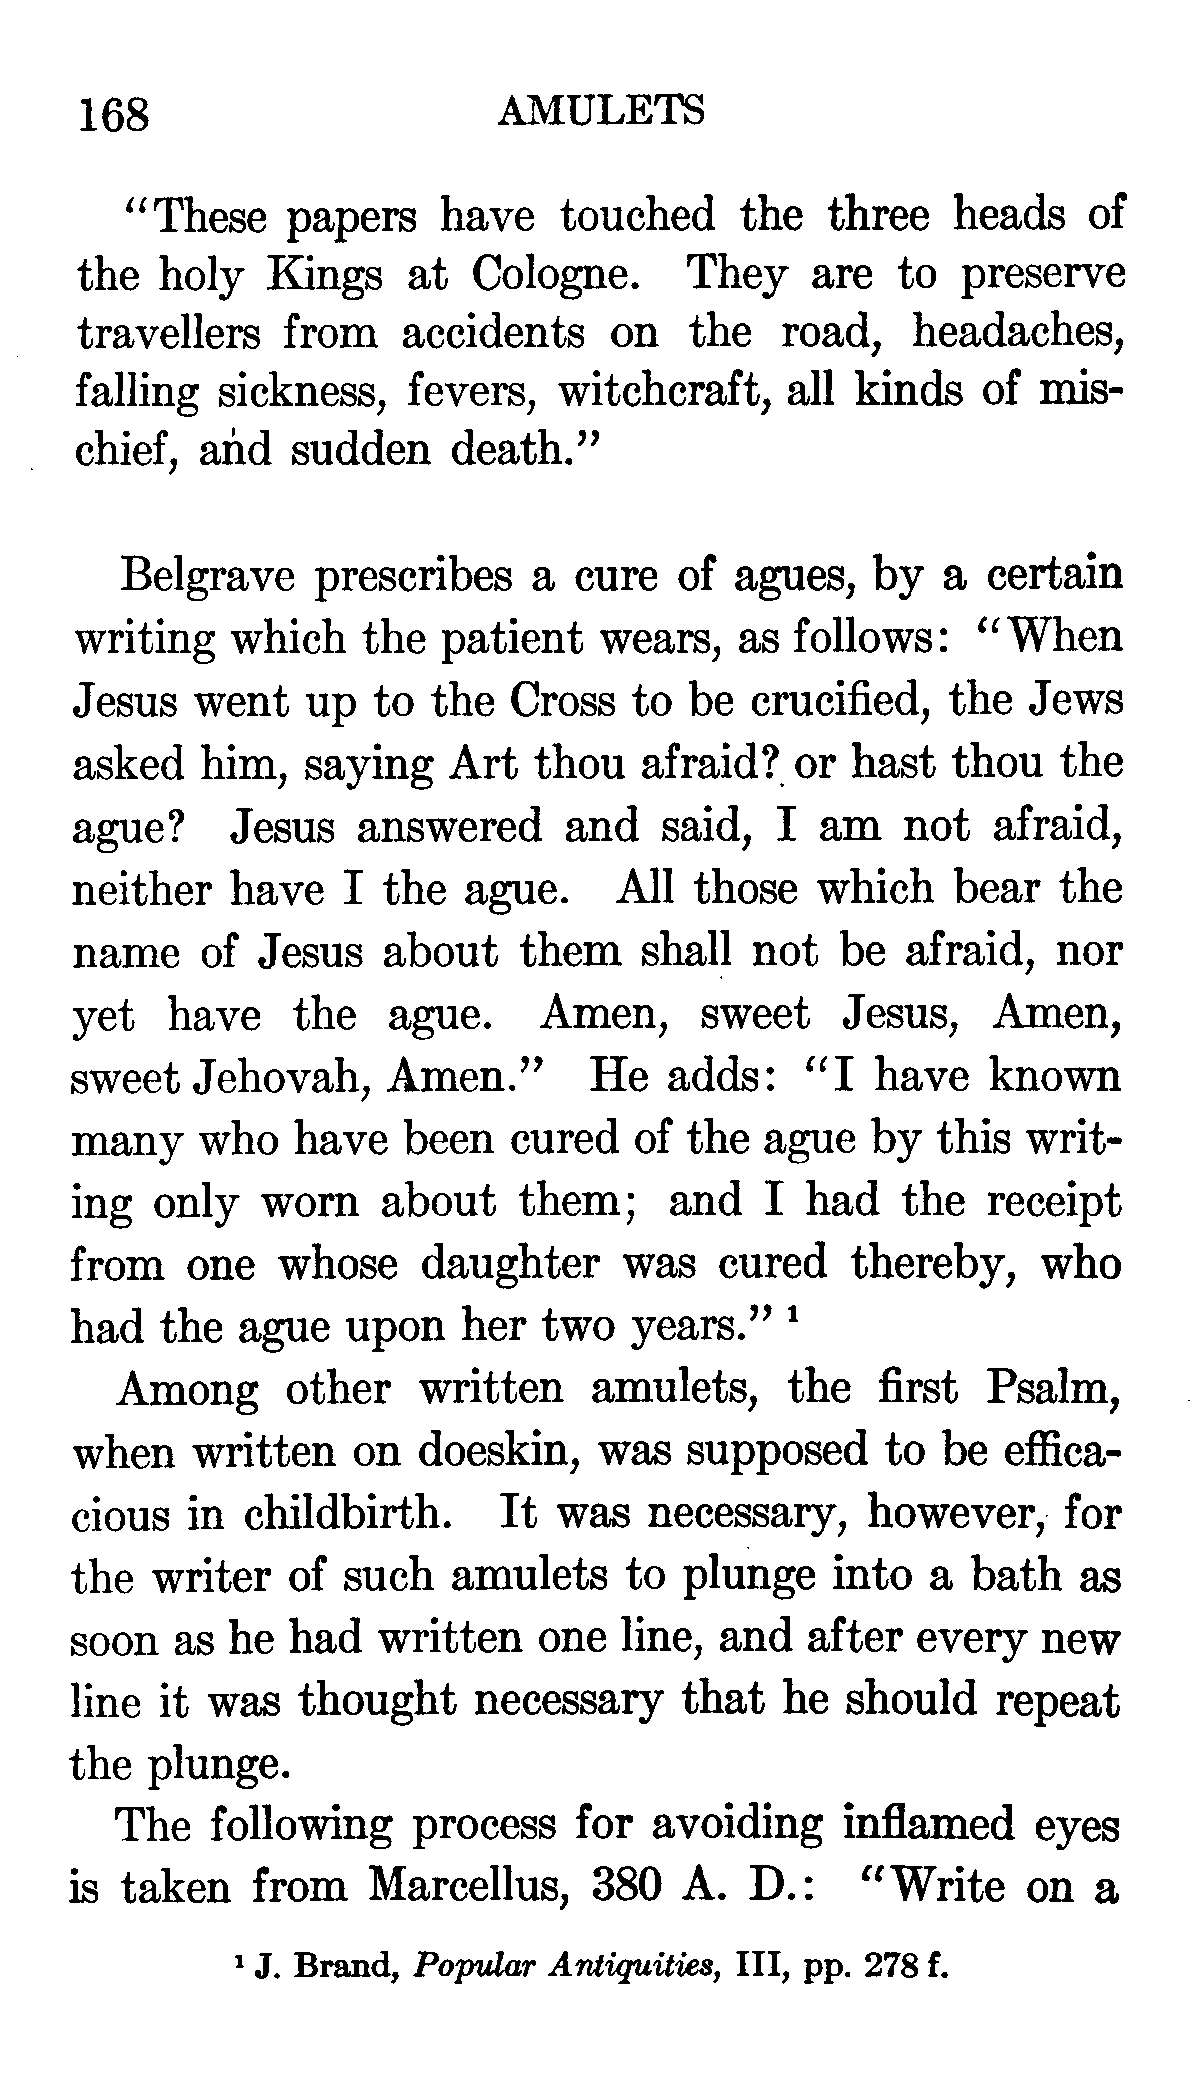 168 AMULETS
“These papers have touched the three heads of
the holy Kings at Cologne. They are to preserve
travellers from accidents on the road, headaches,
falling sickness, fevers, witchcraft, all kinds of mis-
chief, and sudden death.”
Belgrave prescribes a cure of agues, by a certain
writing which the patient wears, as follows: “When
Jesus went up to the Cross to be crucified, the Jews
asked him, saying Art thou afraid? or hast thou the
ague? Jesus answered and said, I am not afraid,
neither have I the ague. All those which bear the
name of Jesus about them shall not be afraid, nor
yet have the ague. Amen, sweet Jesus, Amen,
sweet Jehovah, Amen.” He adds: “I have known
many who have been cured of the ague by this writ-
ing only worn about them; and I had the receipt
from one whose daughter was cured thereby, who
had the ague upon her two years.” ¹
Among other written amulets, the first Psalm,
when written on doeskin, was supposed to be effica-
cious in childbirth. It was necessary, however, for
the writer of such amulets to plunge into a bath as
soon as he had written one line, and after every new
line it was thought necessary that he should repeat
the plunge.
The following process for avoiding inflamed eyes
is taken from Marcellus, 380 A. D.: “Write on a
¹ J. Brand, Popular Antiquities, III, pp. 278 f.